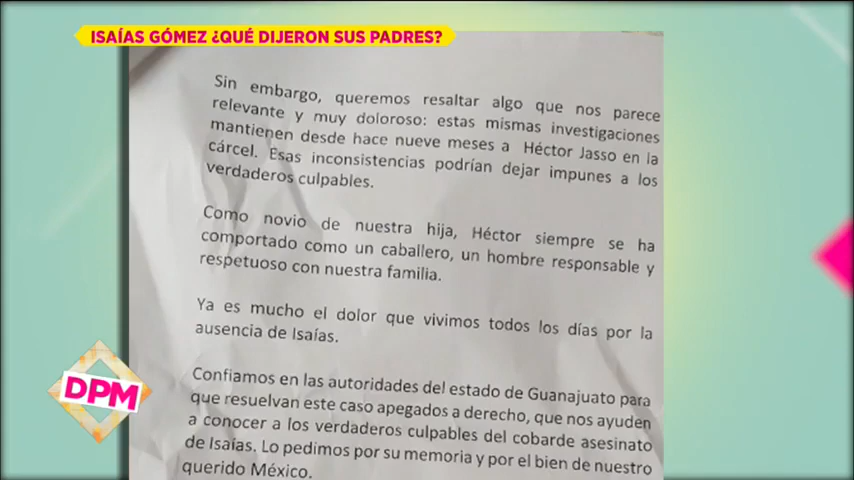 ISAÍAS GÓMEZ ¿QUÉ DIJERON SUS PADRES?
Sin embargo, queremos resaltar algo que nos parece
relevante y muy doloroso: estas mismas investigaciones
mantienen desde hace nueve meses a Héctor Jasso en la
cárcel. Esas inconsistencias podrían dejar impunes a los
verdaderos culpables.
Como novio de nuestra hija, Héctor siempre se ha
comportado como un caballero, un hombre responsable y
respetuoso con nuestra familia.
Ya es mucho el dolor que vivimos todos los días por la
ausencia de Isaías.
Confiamos en las autoridades del estado de Guanajuato para
que resuelvan este caso apegados a derecho, que nos ayuden
a conocer a los verdaderos culpables del cobarde asesinato
de Isaías. Lo pedimos por su memoria y por el bien de nuestro
querido México.
DPM